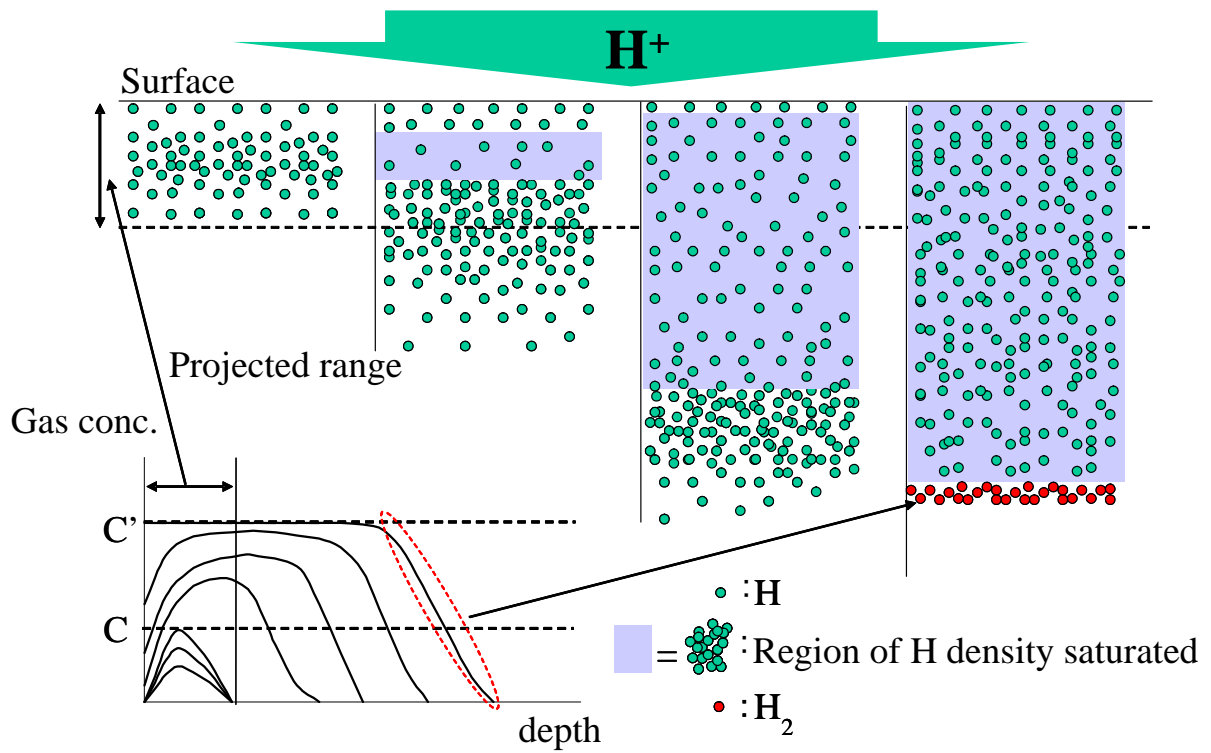 H+
Surface
Projected range
Gas conc.
C'
C
depth
:H
= :Region of H density saturated
:H2